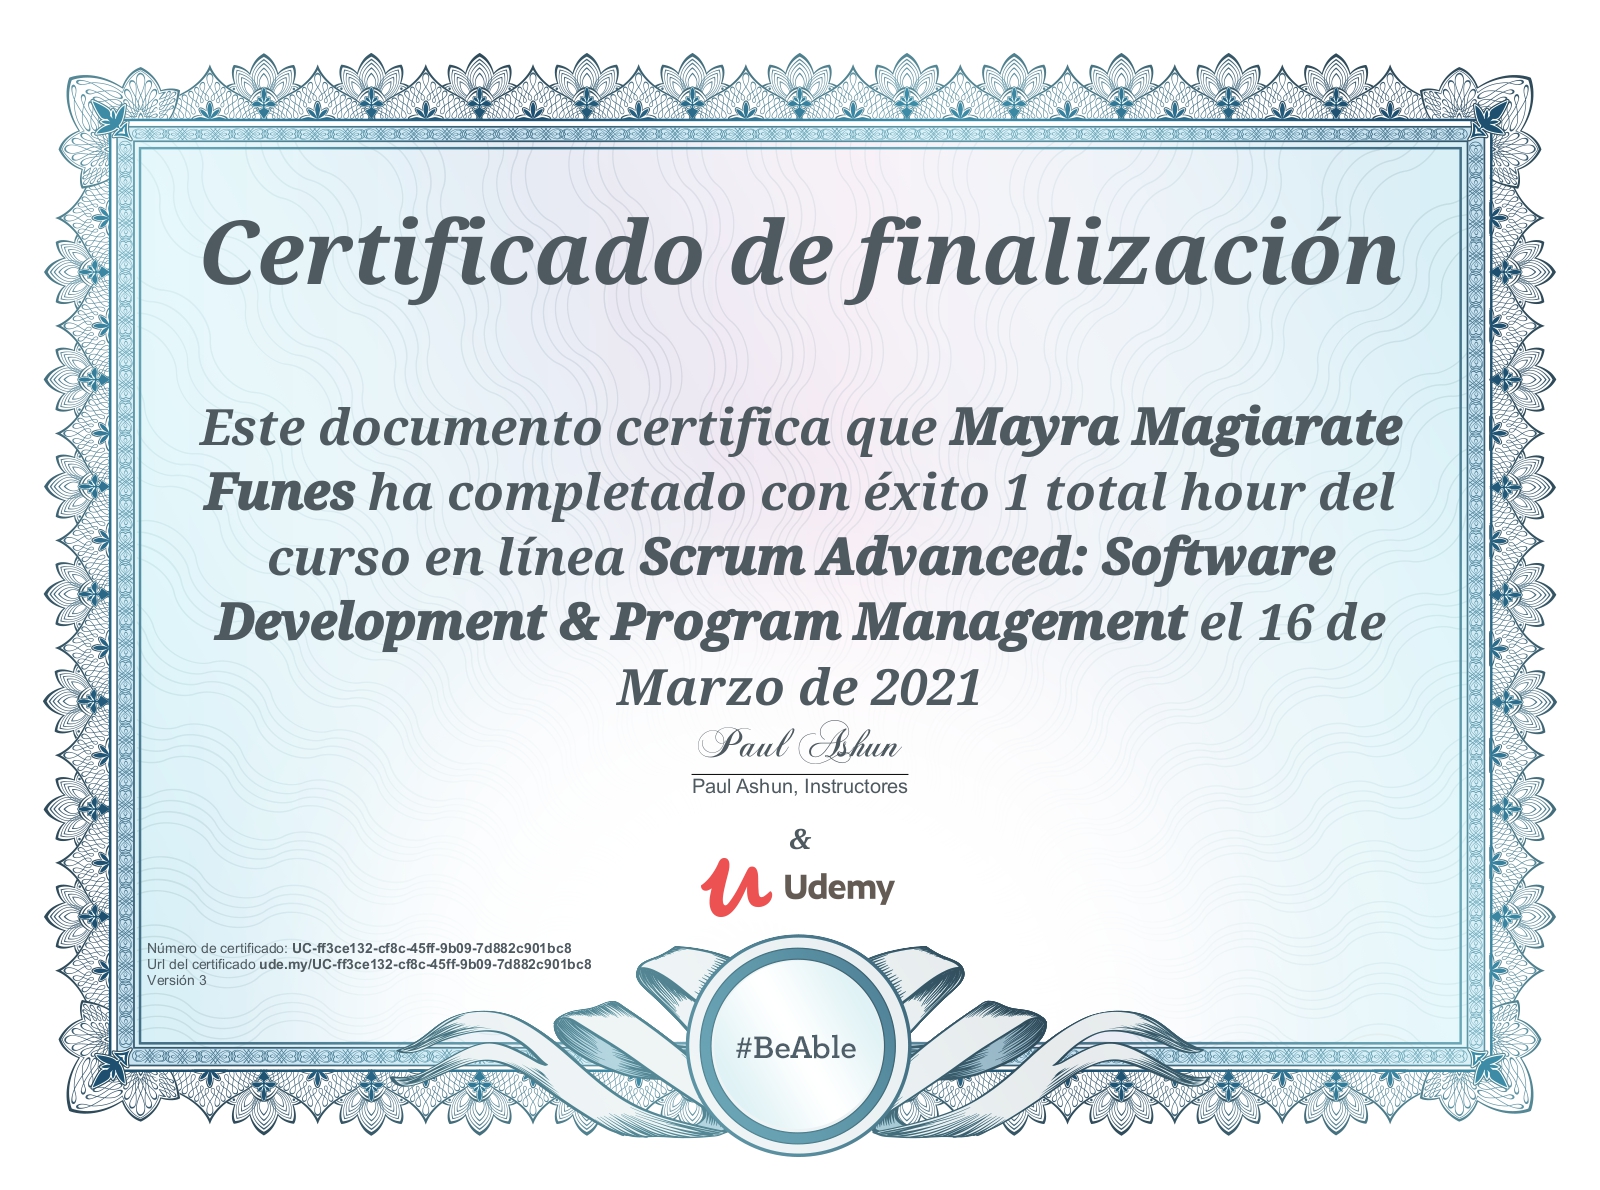 Certificado de finalización
Este documento certifica que Mayra Magiarate
Funes ha completado con éxito 1 total hour del
curso en línea Scrum Advanced: Software
Development & Program Management el 16 de
Marzo de 2021
Paul Ashun
Paul Ashun, Instructores
&
Udemy
Número de certificado: UC-ff3ce132-cf8c-45ff-9b09-7d882c901bc8
Url del certificado ude.my/UC-ff3ce132-cf8c-45ff-9b09-7d882c901bc8
Versión 3
#BeAble